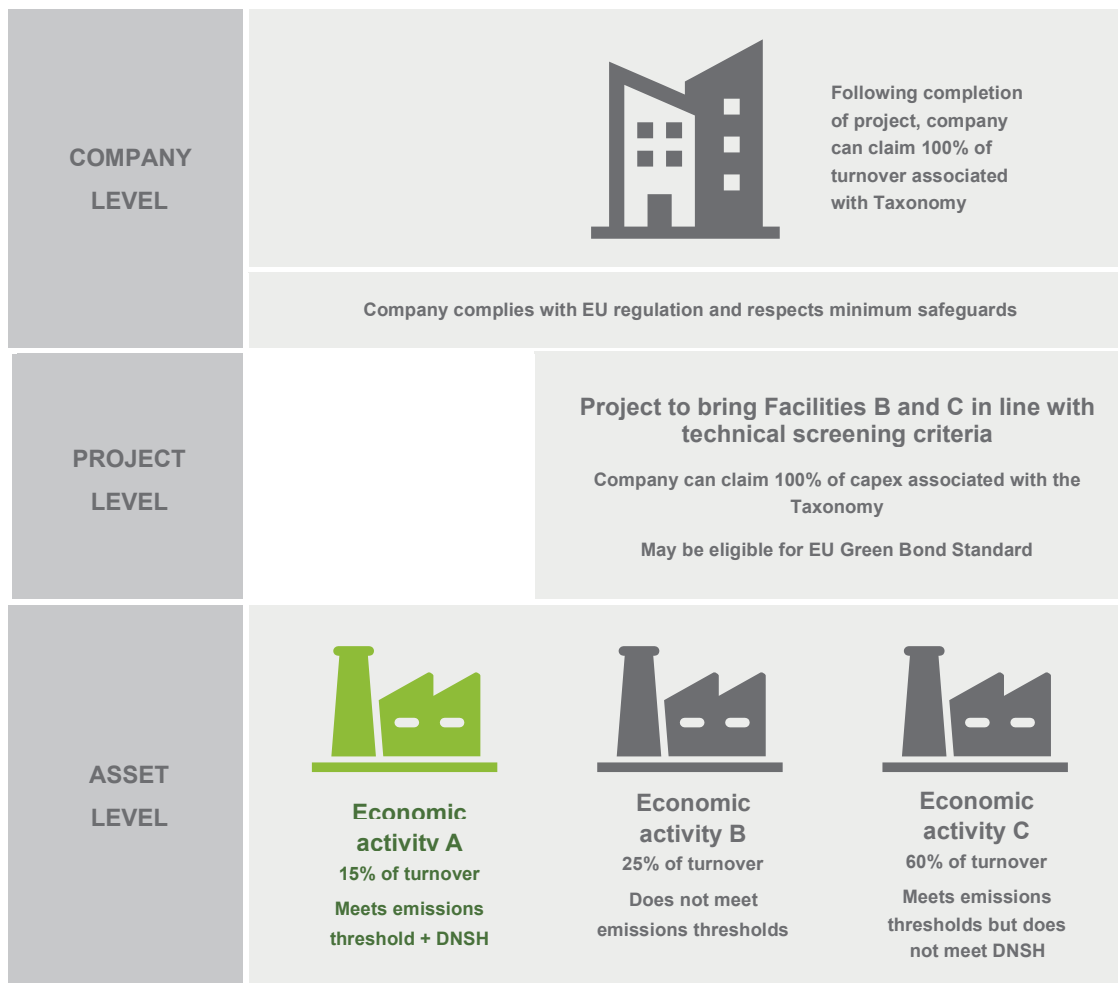 COMPANY
LEVEL
Following completion
of project, company
can claim 100% of
turnover associated
with Taxonomy
Company complies with EU regulation and respects minimum safeguards
PROJECT
LEVEL
Project to bring Facilities B and C in line with
technical screening criteria
Company can claim 100% of capex associated with the
Taxonomy
May be eligible for EU Green Bond Standard
ASSET
LEVEL
Economic
activity A
15% of turnover
Meets emissions
threshold + DNSH
Economic
activity B
25% of turnover
Does not meet
emissions thresholds
Economic
activity C
60% of turnover
Meets emissions
thresholds but does
not meet DNSH